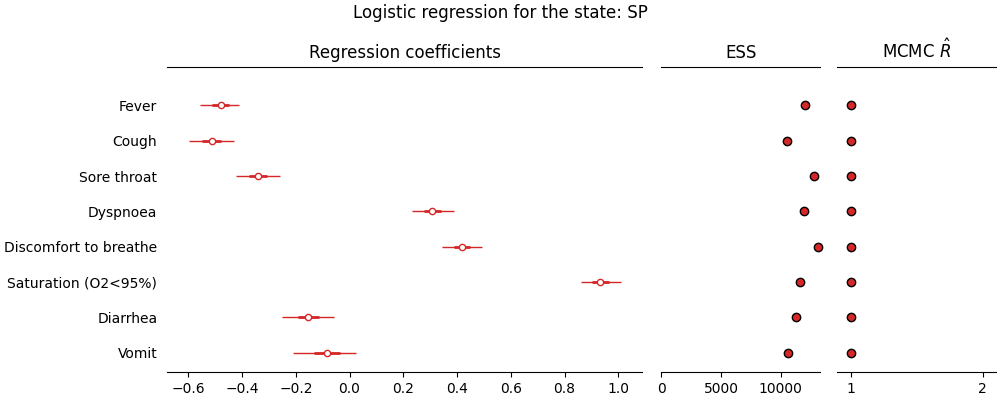 Logistic regression for the state: SP
Regression coefficients
ESS
MCMC R̂
Fever
Cough
Sore throat
Dyspnoea
Discomfort to breathe
Saturation (O2<95%)
Diarrhea
Vomit
−0.6 −0.4 −0.2 0.0 0.2 0.4 0.6 0.8 1.0
0 5000 10000
1 2